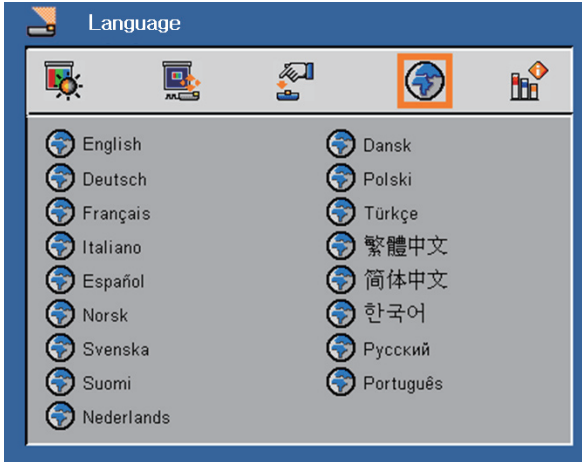 Language
English
Deutsch
Français
Italiano
Español
Norsk
Svenska
Suomi
Nederlands
Dansk
Polski
Türkçe
繁體中文
简体中文
한국어
Русский
Português